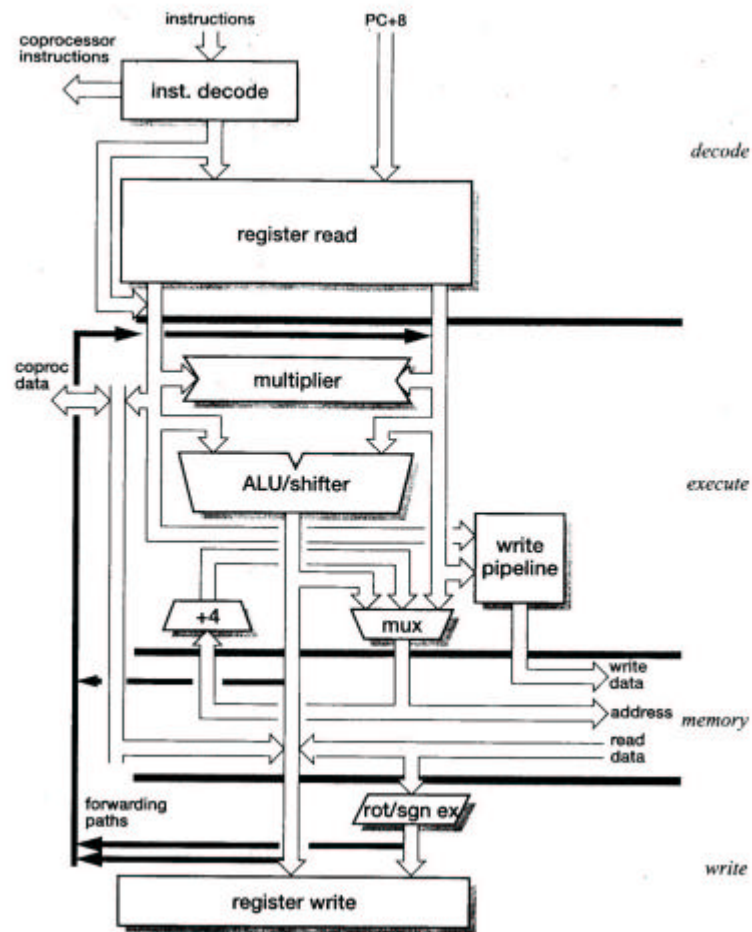 instructions
PC+8
coprocessor
instructions
inst. decode
decode
register read
coproc
data
multiplier
ALU/shifter
execute
write
pipeline
+4
mux
write
data
address
memory
read
data
forwarding
paths
rot/sgn ex
write
register write